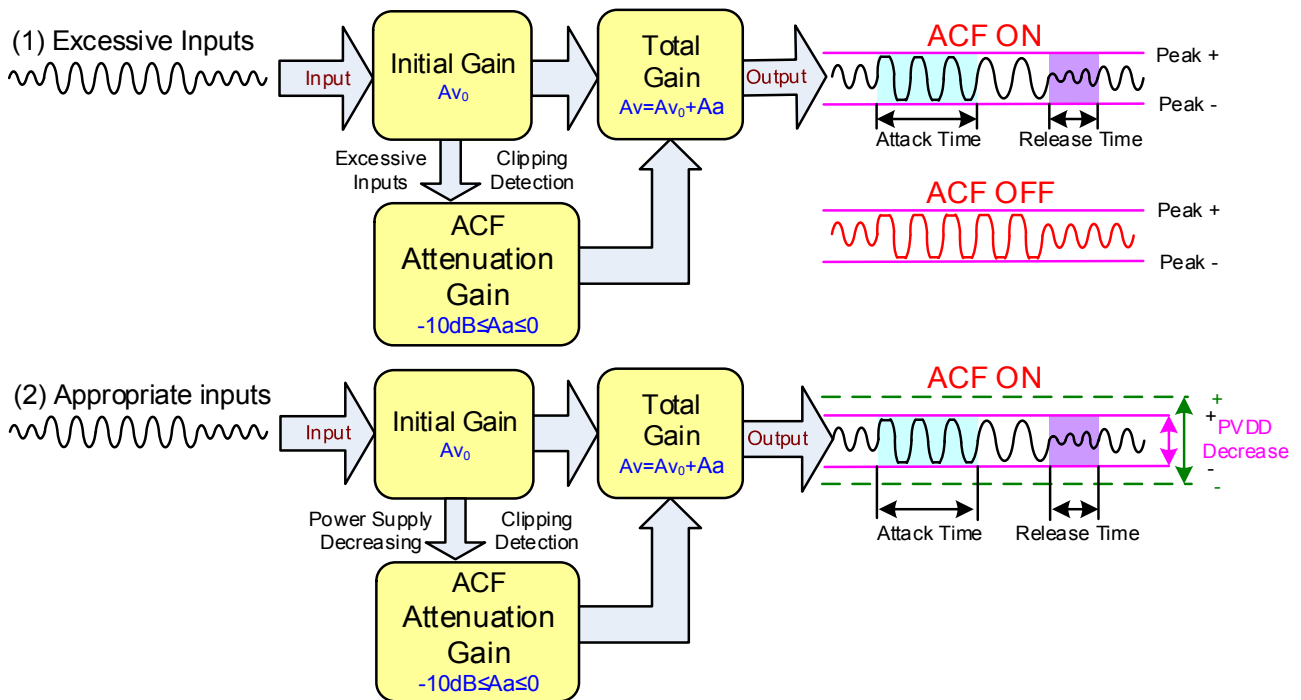 (1) Excessive Inputs
Input
Initial Gain
Av0
Total
Gain
Av=Av0+Aa
Output
ACF ON
Peak +
Peak -
Attack Time
Release Time
Excessive
Inputs
Clipping
Detection
ACF
Attenuation
Gain
-10dB≤Aa≤0
ACF OFF
Peak +
Peak -
(2) Appropriate inputs
Input
Initial Gain
Av0
Total
Gain
Av=Av0+Aa
Output
ACF ON
+
+
PVDD
Decrease
-
-
Attack Time
Release Time
Power Supply
Decreasing
Clipping
Detection
ACF
Attenuation
Gain
-10dB≤Aa≤0